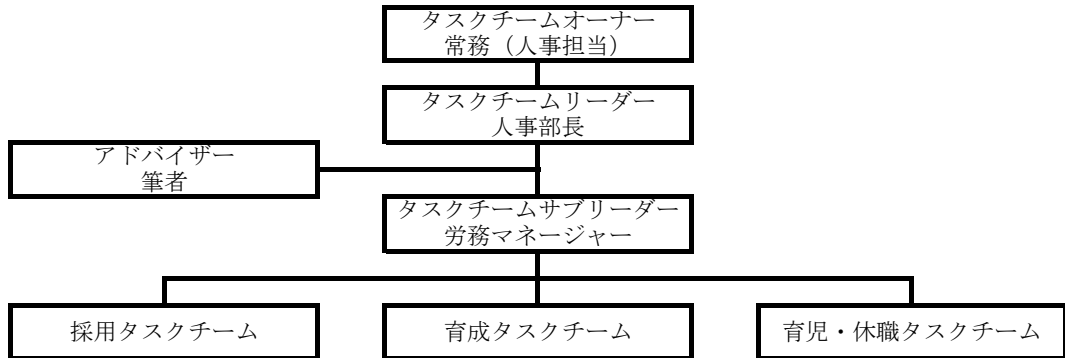 タスクチームオーナー
常務（人事担当）
タスクチームリーダー
人事部長
アドバイザー
筆者
タスクチームサブリーダー
労務マネージャー
採用タスクチーム
育成タスクチーム
育児・休職タスクチーム